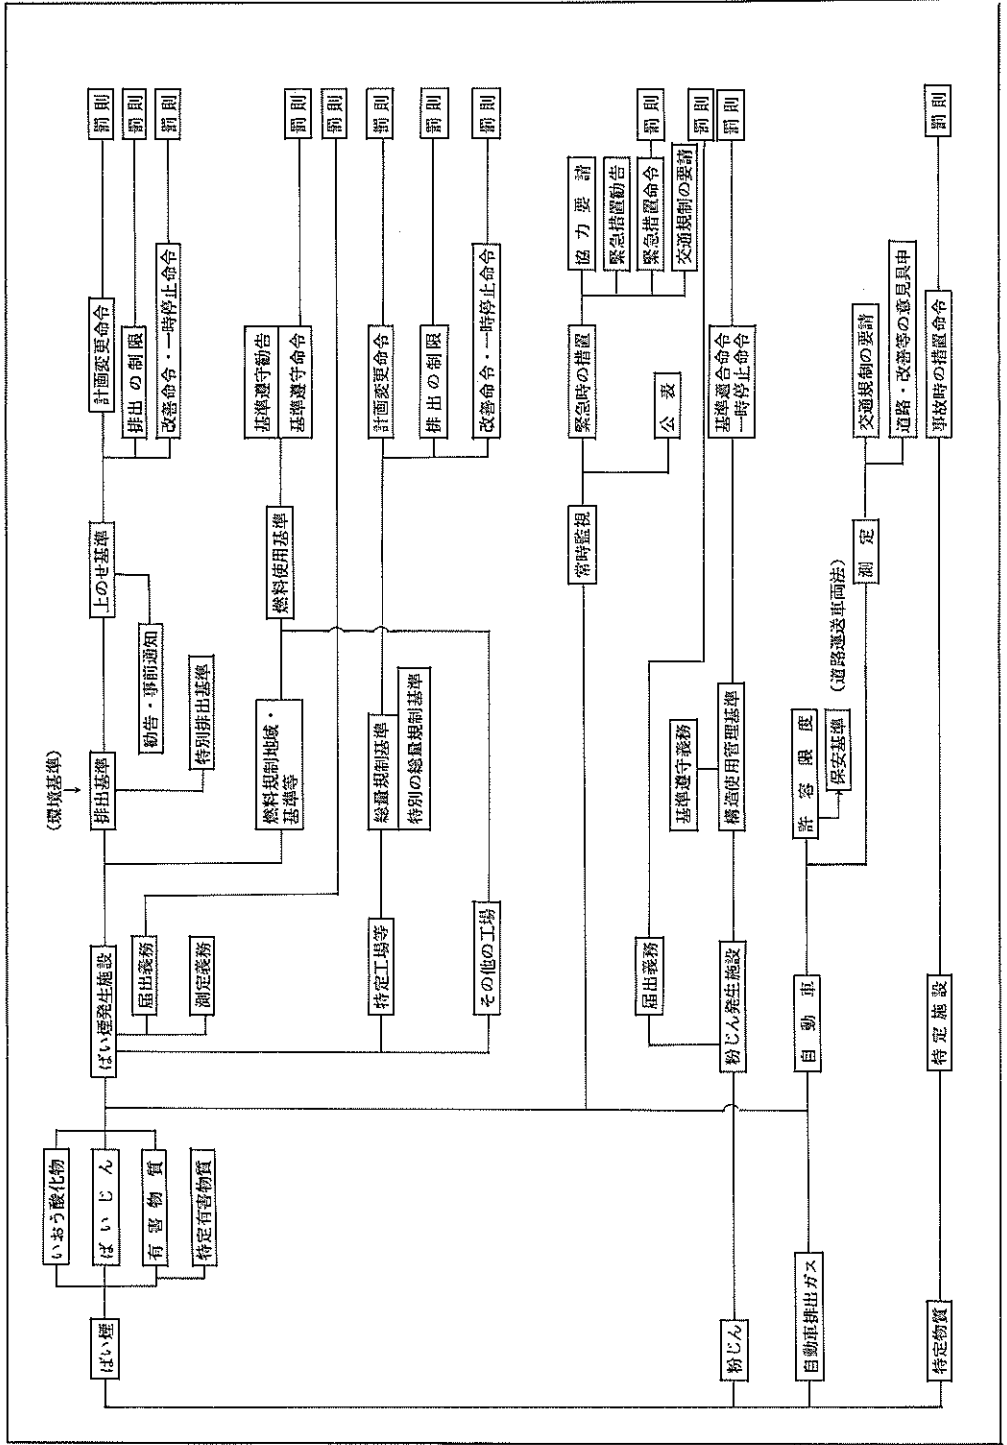 ばい煙
いおう酸化物
ばいじん
有害物質
特定有害物質
ばい煙発生施設
届出義務
測定義務
特定工場等
その他の工場
(環境基準)
排出基準
特別排出基準
勧告・事前通知
上のせ基準
計画変更命令
罰則
排出の制限
罰則
改善命令・一時停止命令
罰則
燃料規制地域・
基準等
燃料使用基準
基準遵守勧告
基準遵守命令
罰則
罰則
総量規制基準
特別の総量規制基準
計画変更命令
罰則
排出の制限
罰則
改善命令・一時停止命令
罰則
常時監視
緊急時の措置
公表
協力要請
緊急措置勧告
緊急措置命令
罰則
交通規制の要請
粉じん
粉じん発生施設
届出義務
罰則
基準遵守義務
構造使用管理基準
基準適合命令
一時停止命令
罰則
自動車排出ガス
自動車
許容限度
保安基準
(道路運送車両法)
測定
交通規制の要請
道路・改善等の意見具申
特定物質
特定施設
事故時の措置命令
罰則